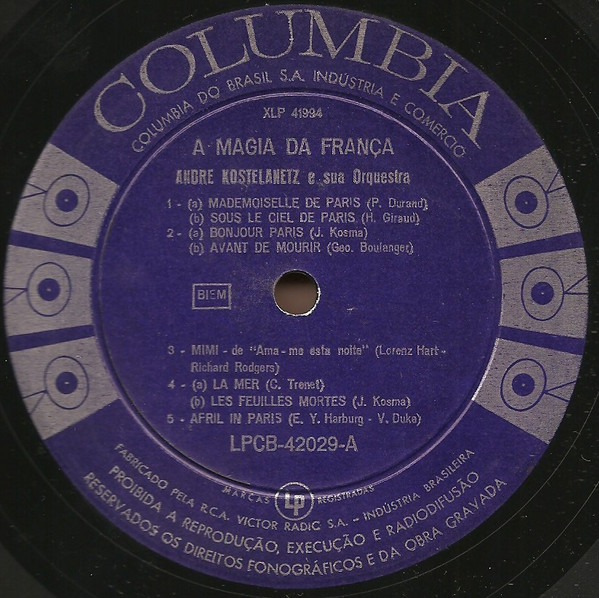 COLUMBIA
COLUMBIA DO BRASIL S.A. INDÚSTRIA E COMERCIO
XLP 41994
A MAGIA DA FRANÇA
ANDRE KOSTELANETZ e sua Orquestra
1 - (a) MADEMOISELLE DE PARIS (P. Durand)
(b) SOUS LE CIEL DE PARIS (H. Giraud)
2 - (a) BONJOUR PARIS (J. Kosma)
(b) AVANT DE MOURIR (Geo. Boulanger)
BIEM
3 - MIMI - de "Ama-me esta noite" (Lorenz Hart -
Richard Rodgers)
4 - (a) LA MER (C. Trenet)
(b) LES FEUILLES MORTES (J. Kosma)
5 - AFRIL IN PARIS (E. Y. Harburg - V. Duke)
LPCB-42029-A
MARCAS LP REGISTRADAS
FABRICADO PELA R.C.A. VICTOR RADIC S.A. - INDÚSTRIA BRASILEIRA
PROIBIDA A REPRODUÇÃO, EXECUÇÃO E RADIODIFUSÃO
RESERVADOS OS DIREITOS FONOGRÁFICOS E DA OBRA GRAVADA